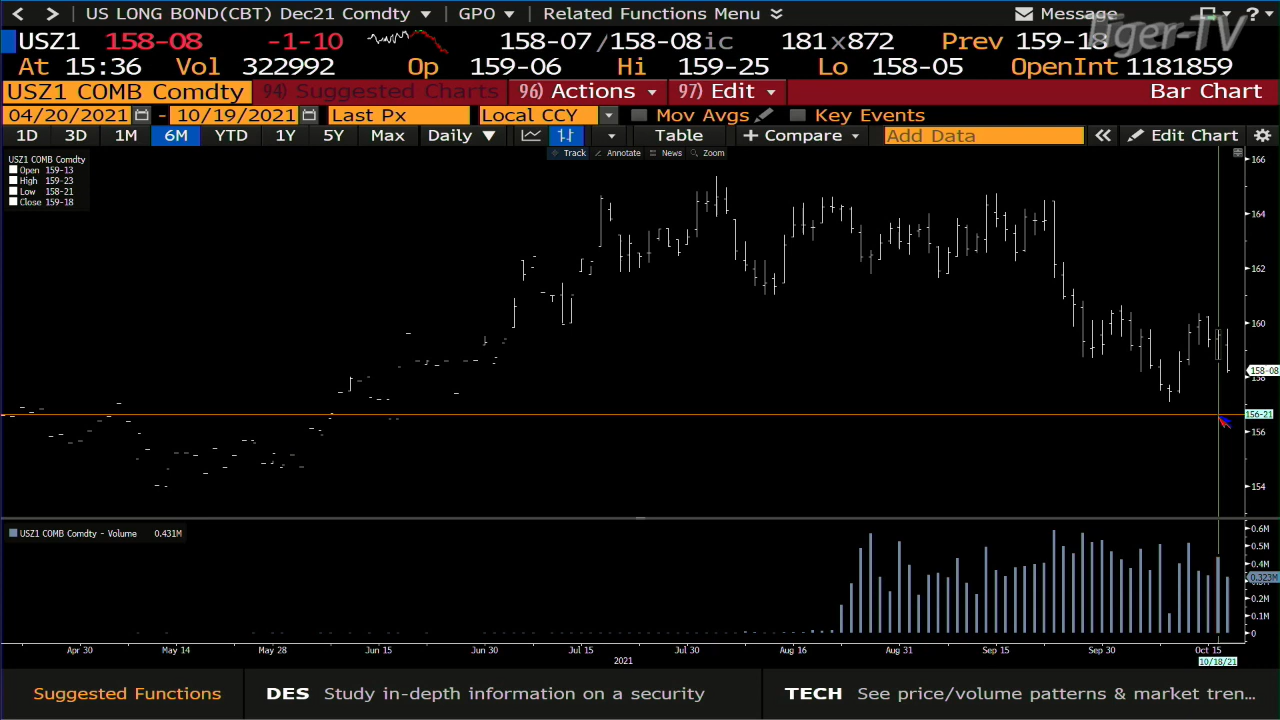 < > US LONG BOND(CBT) Dec21 Comdty GPO Related Functions Menu Message ?
USZ1 158-08 -1-10 158-07/158-08ic 181x872 Prev 159-18
Tiger-TV
At 15:36 Vol 322992 Op 159-06 Hi 159-25 Lo 158-05 OpenInt 1181859
USZ1 COMB Comdty 94) Suggested Charts 96) Actions 97) Edit Bar Chart
04/20/2021 - 10/19/2021 Last Px Local CCY Mov Avgs Key Events
1D 3D 1M 6M YTD 1Y 5Y Max Daily Table + Compare Add Data « Edit Chart
Track Annotate News Zoom
USZ1 COMB Comdty
Open 159-13
High 159-23
Low 158-21
Close 159-18
166
164
162
160
158-08
158
156-21
156
154
USZ1 COMB Comdty - Volume 0.431M
0.6M
0.5M
0.4M
0.323M
0.2M
0.1M
0
Apr 30 May 14 May 28 Jun 15 Jun 30 Jul 15 Jul 30 Aug 16 Aug 31 Sep 15 Sep 30 Oct 15
2021 10/18/21
Suggested Functions DES Study in-depth information on a security TECH See price/volume patterns & market tren...